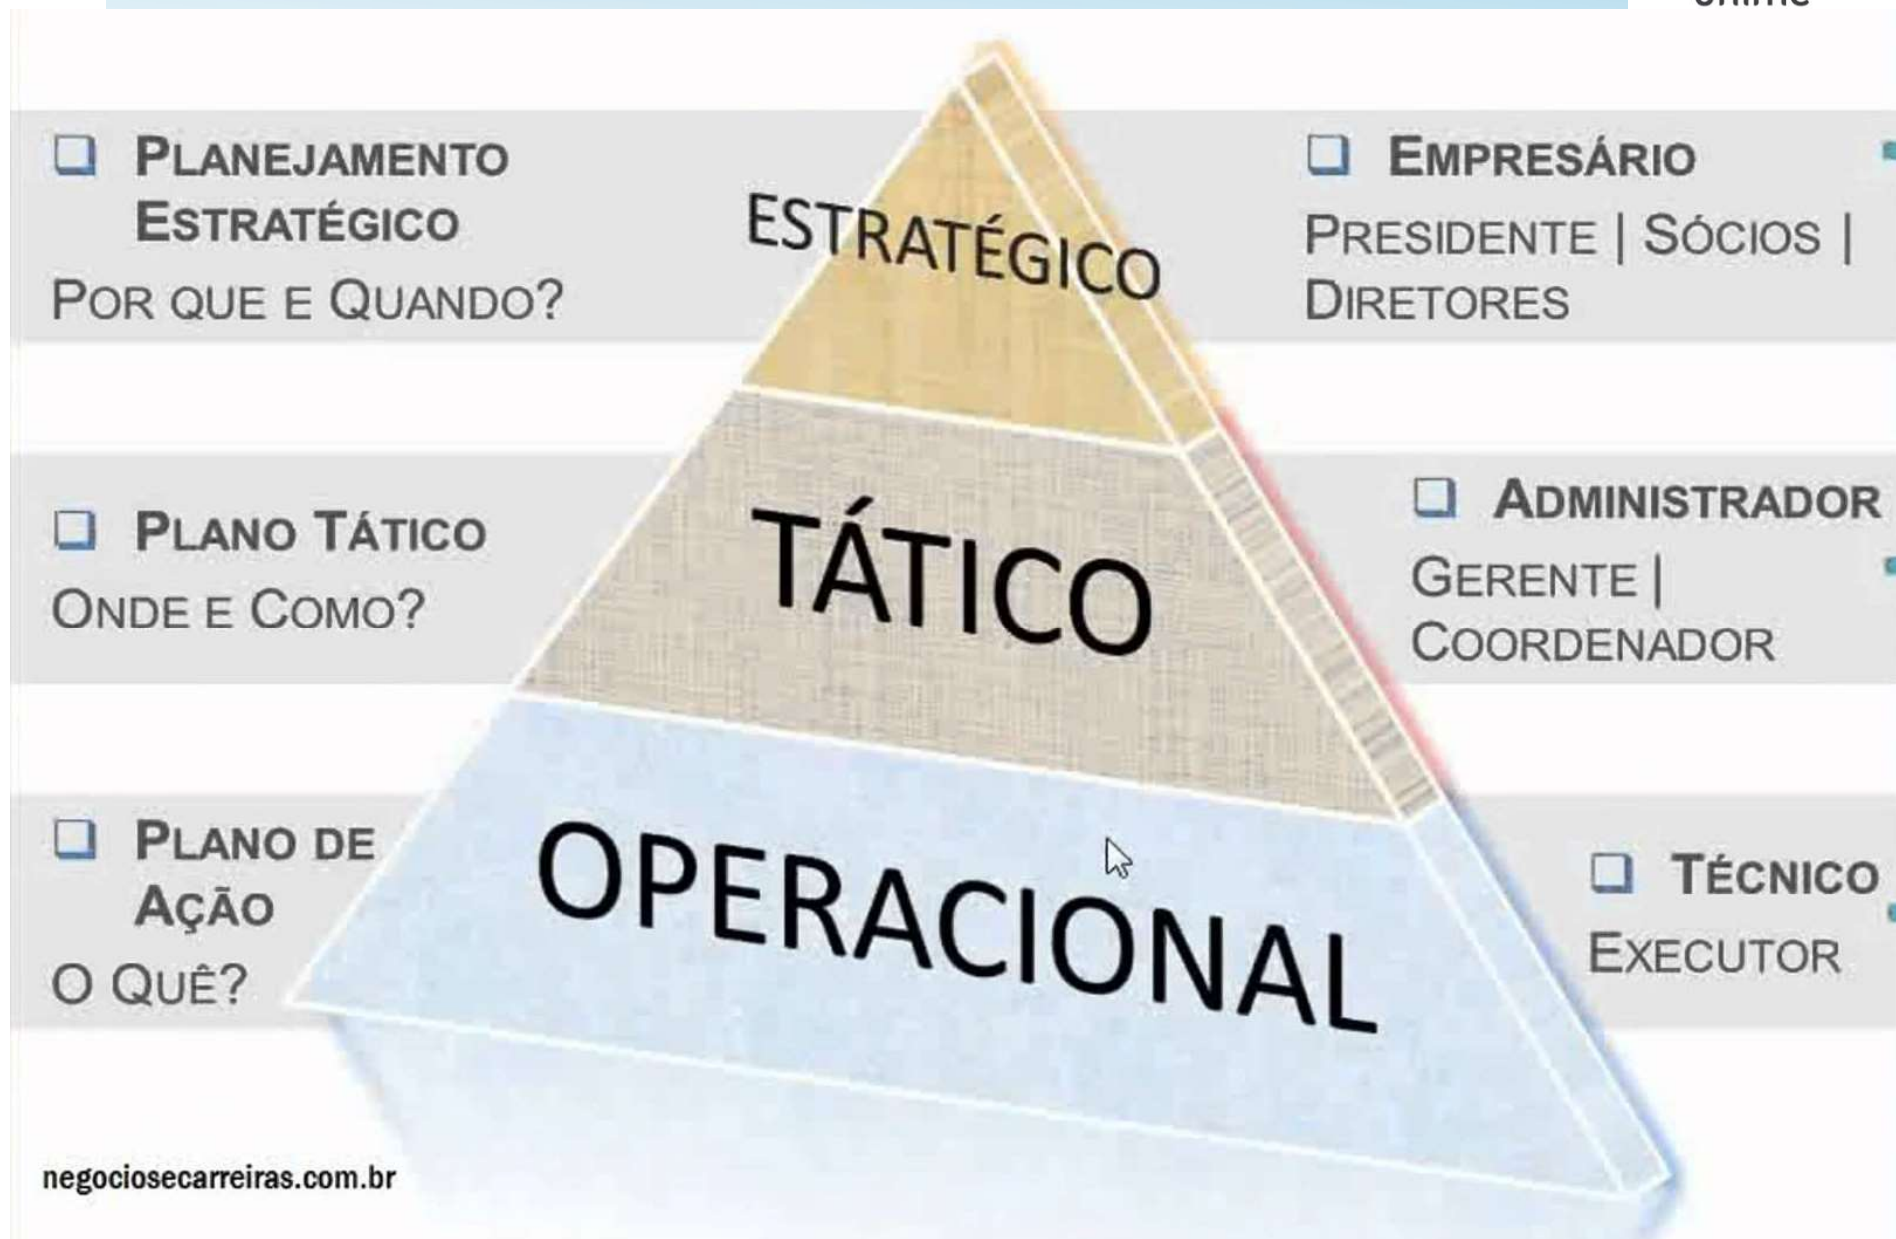 PLANEJAMENTO
ESTRATÉGICO
POR QUE E QUANDO?
ESTRATÉGICO
EMPRESÁRIO
PRESIDENTE | SÓCIOS |
DIRETORES
PLANO TÁTICO
ONDE E COMO?
TÁTICO
ADMINISTRADOR
GERENTE |
COORDENADOR
PLANO DE
AÇÃO
O QUÊ?
OPERACIONAL
TÉCNICO
EXECUTOR
negociosecarreiras.com.br